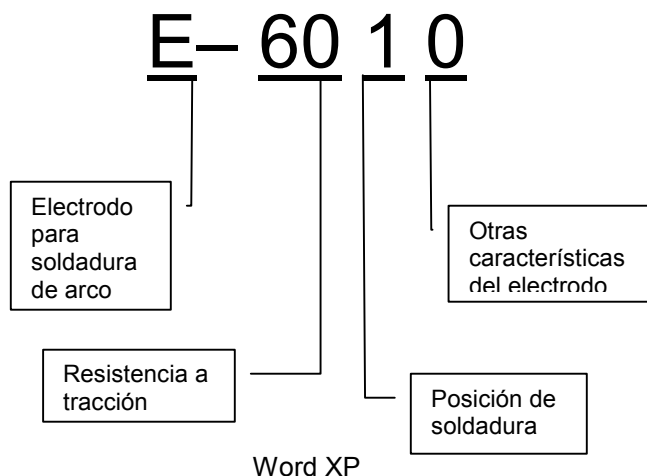 E– 60 1 0
Electrodo
para
soldadura
de arco
Otras
características
del electrodo
Resistencia a
tracción
Posición de
soldadura
Word XP